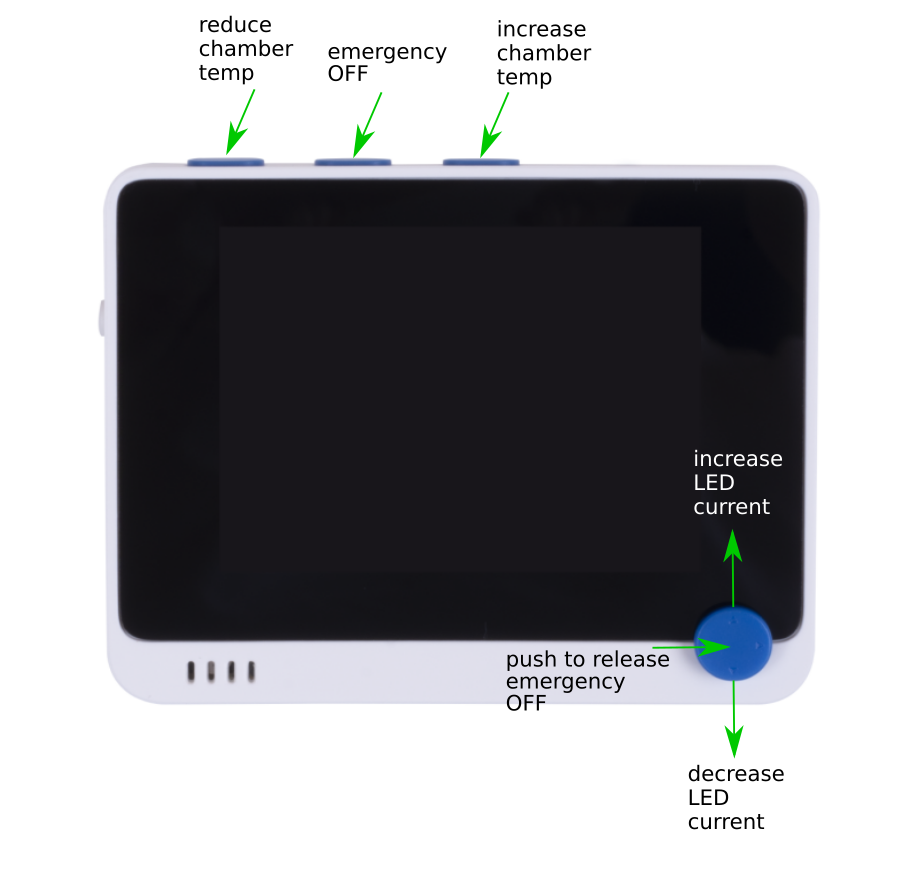 reduce
chamber
temp
emergency
OFF
increase
chamber
temp
increase
LED
current
push to release
emergency
OFF
decrease
LED
current